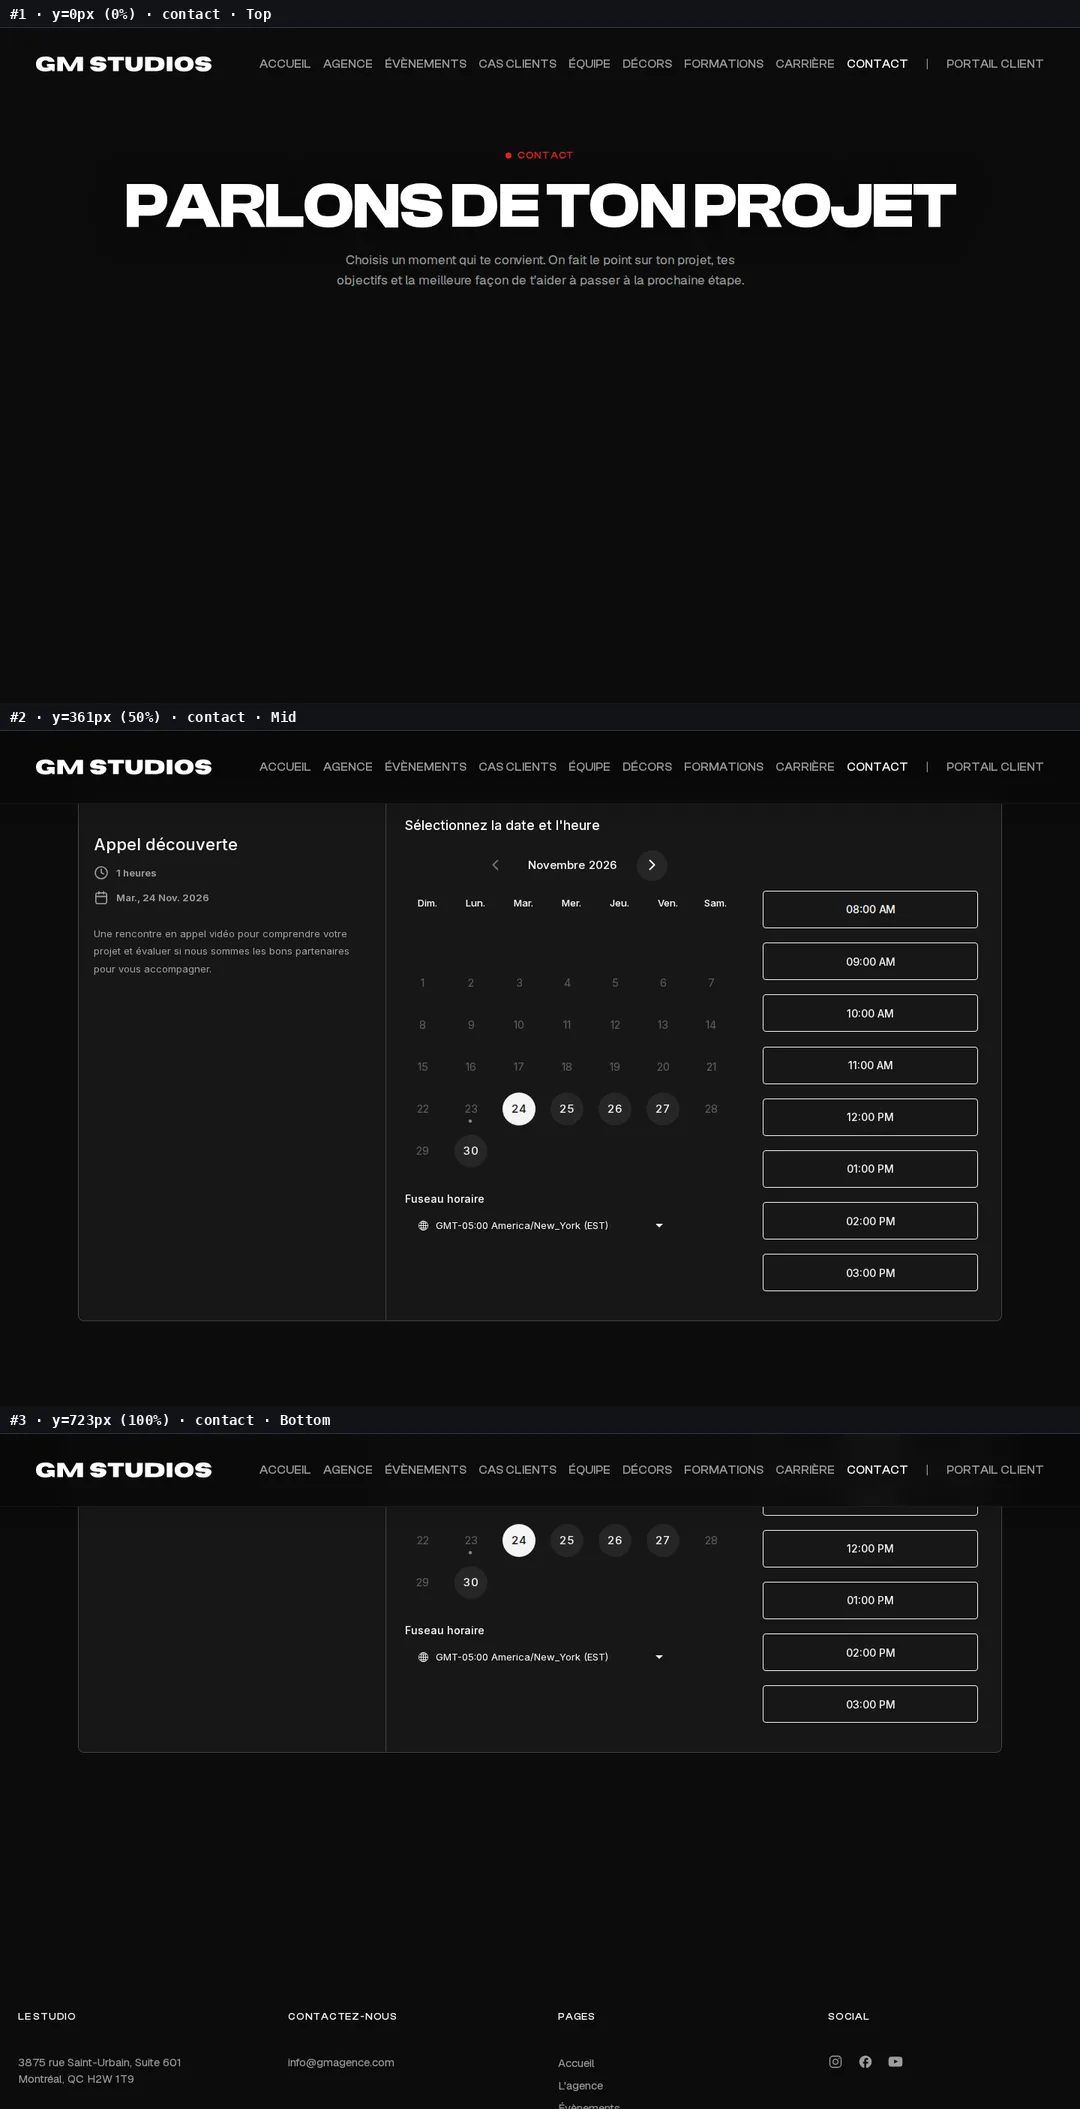 #1 · y=0px (0%) · contact · Top
GM STUDIOS ACCUEIL AGENCE ÉVÈNEMENTS CAS CLIENTS ÉQUIPE DÉCORS FORMATIONS CARRIÈRE CONTACT | PORTAIL CLIENT
CONTACT
PARLONS DE TON PROJET
Choisis un moment qui te convient. On fait le point sur ton projet, tes
objectifs et la meilleure façon de t'aider à passer à la prochaine étape.
#2 · y=361px (50%) · contact · Mid
GM STUDIOS ACCUEIL AGENCE ÉVÈNEMENTS CAS CLIENTS ÉQUIPE DÉCORS FORMATIONS CARRIÈRE CONTACT | PORTAIL CLIENT
Appel découverte
1 heures
Mar., 24 Nov. 2026
Une rencontre en appel vidéo pour comprendre votre
projet et évaluer si nous sommes les bons partenaires
pour vous accompagner.
Sélectionnez la date et l'heure
Novembre 2026
Dim. Lun. Mar. Mer. Jeu. Ven. Sam.
1 2 3 4 5 6 7
8 9 10 11 12 13 14
15 16 17 18 19 20 21
22 23 24 25 26 27 28
29 30
Fuseau horaire
GMT-05:00 America/New_York (EST)
08:00 AM
09:00 AM
10:00 AM
11:00 AM
12:00 PM
01:00 PM
02:00 PM
03:00 PM
#3 · y=723px (100%) · contact · Bottom
GM STUDIOS ACCUEIL AGENCE ÉVÈNEMENTS CAS CLIENTS ÉQUIPE DÉCORS FORMATIONS CARRIÈRE CONTACT | PORTAIL CLIENT
22 23 24 25 26 27 28
29 30
Fuseau horaire
GMT-05:00 America/New_York (EST)
12:00 PM
01:00 PM
02:00 PM
03:00 PM
LE STUDIO
3875 rue Saint-Urbain, Suite 601
Montréal, QC H2W 1T9
CONTACTEZ-NOUS
info@gmagence.com
PAGES
Accueil
L'agence
Évènements
SOCIAL